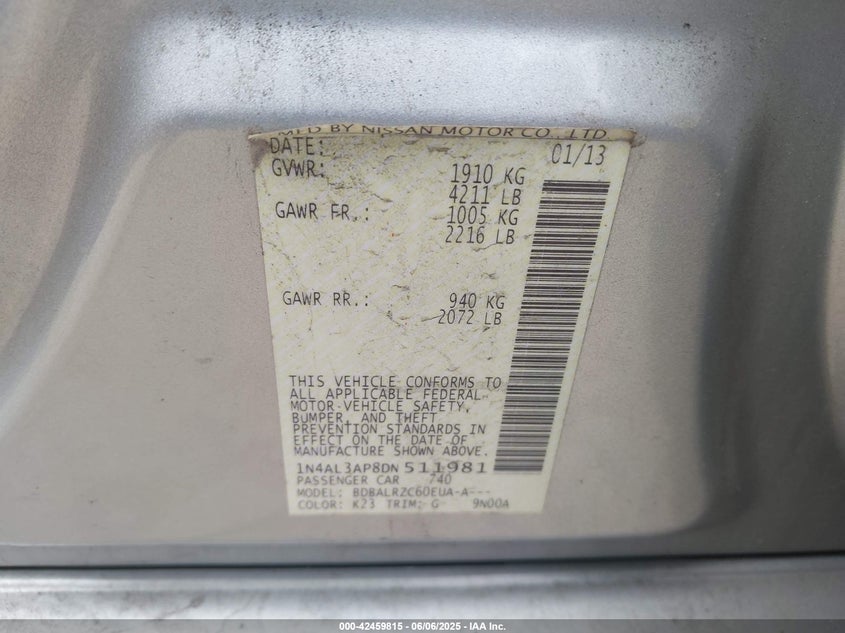 MFD BY NISSAN MOTOR CO., LTD
DATE: 01/13
GVWR: 1910 KG
4211 LB
GAWR FR.: 1005 KG
2216 LB
GAWR RR.: 940 KG
2072 LB
THIS VEHICLE CONFORMS TO
ALL APPLICABLE FEDERAL
MOTOR-VEHICLE SAFETY,
BUMPER, AND THEFT
PREVENTION STANDARDS IN
EFFECT ON THE DATE OF
MANUFACTURE SHOWN ABOVE.
1N4AL3AP8DN 511981
PASSENGER CAR 740
MODEL: BDBALRZC60EUA-A---
COLOR: K23 TRIM: G 9N00A
000-42459815 - 06/06/2025 - IAA Inc.